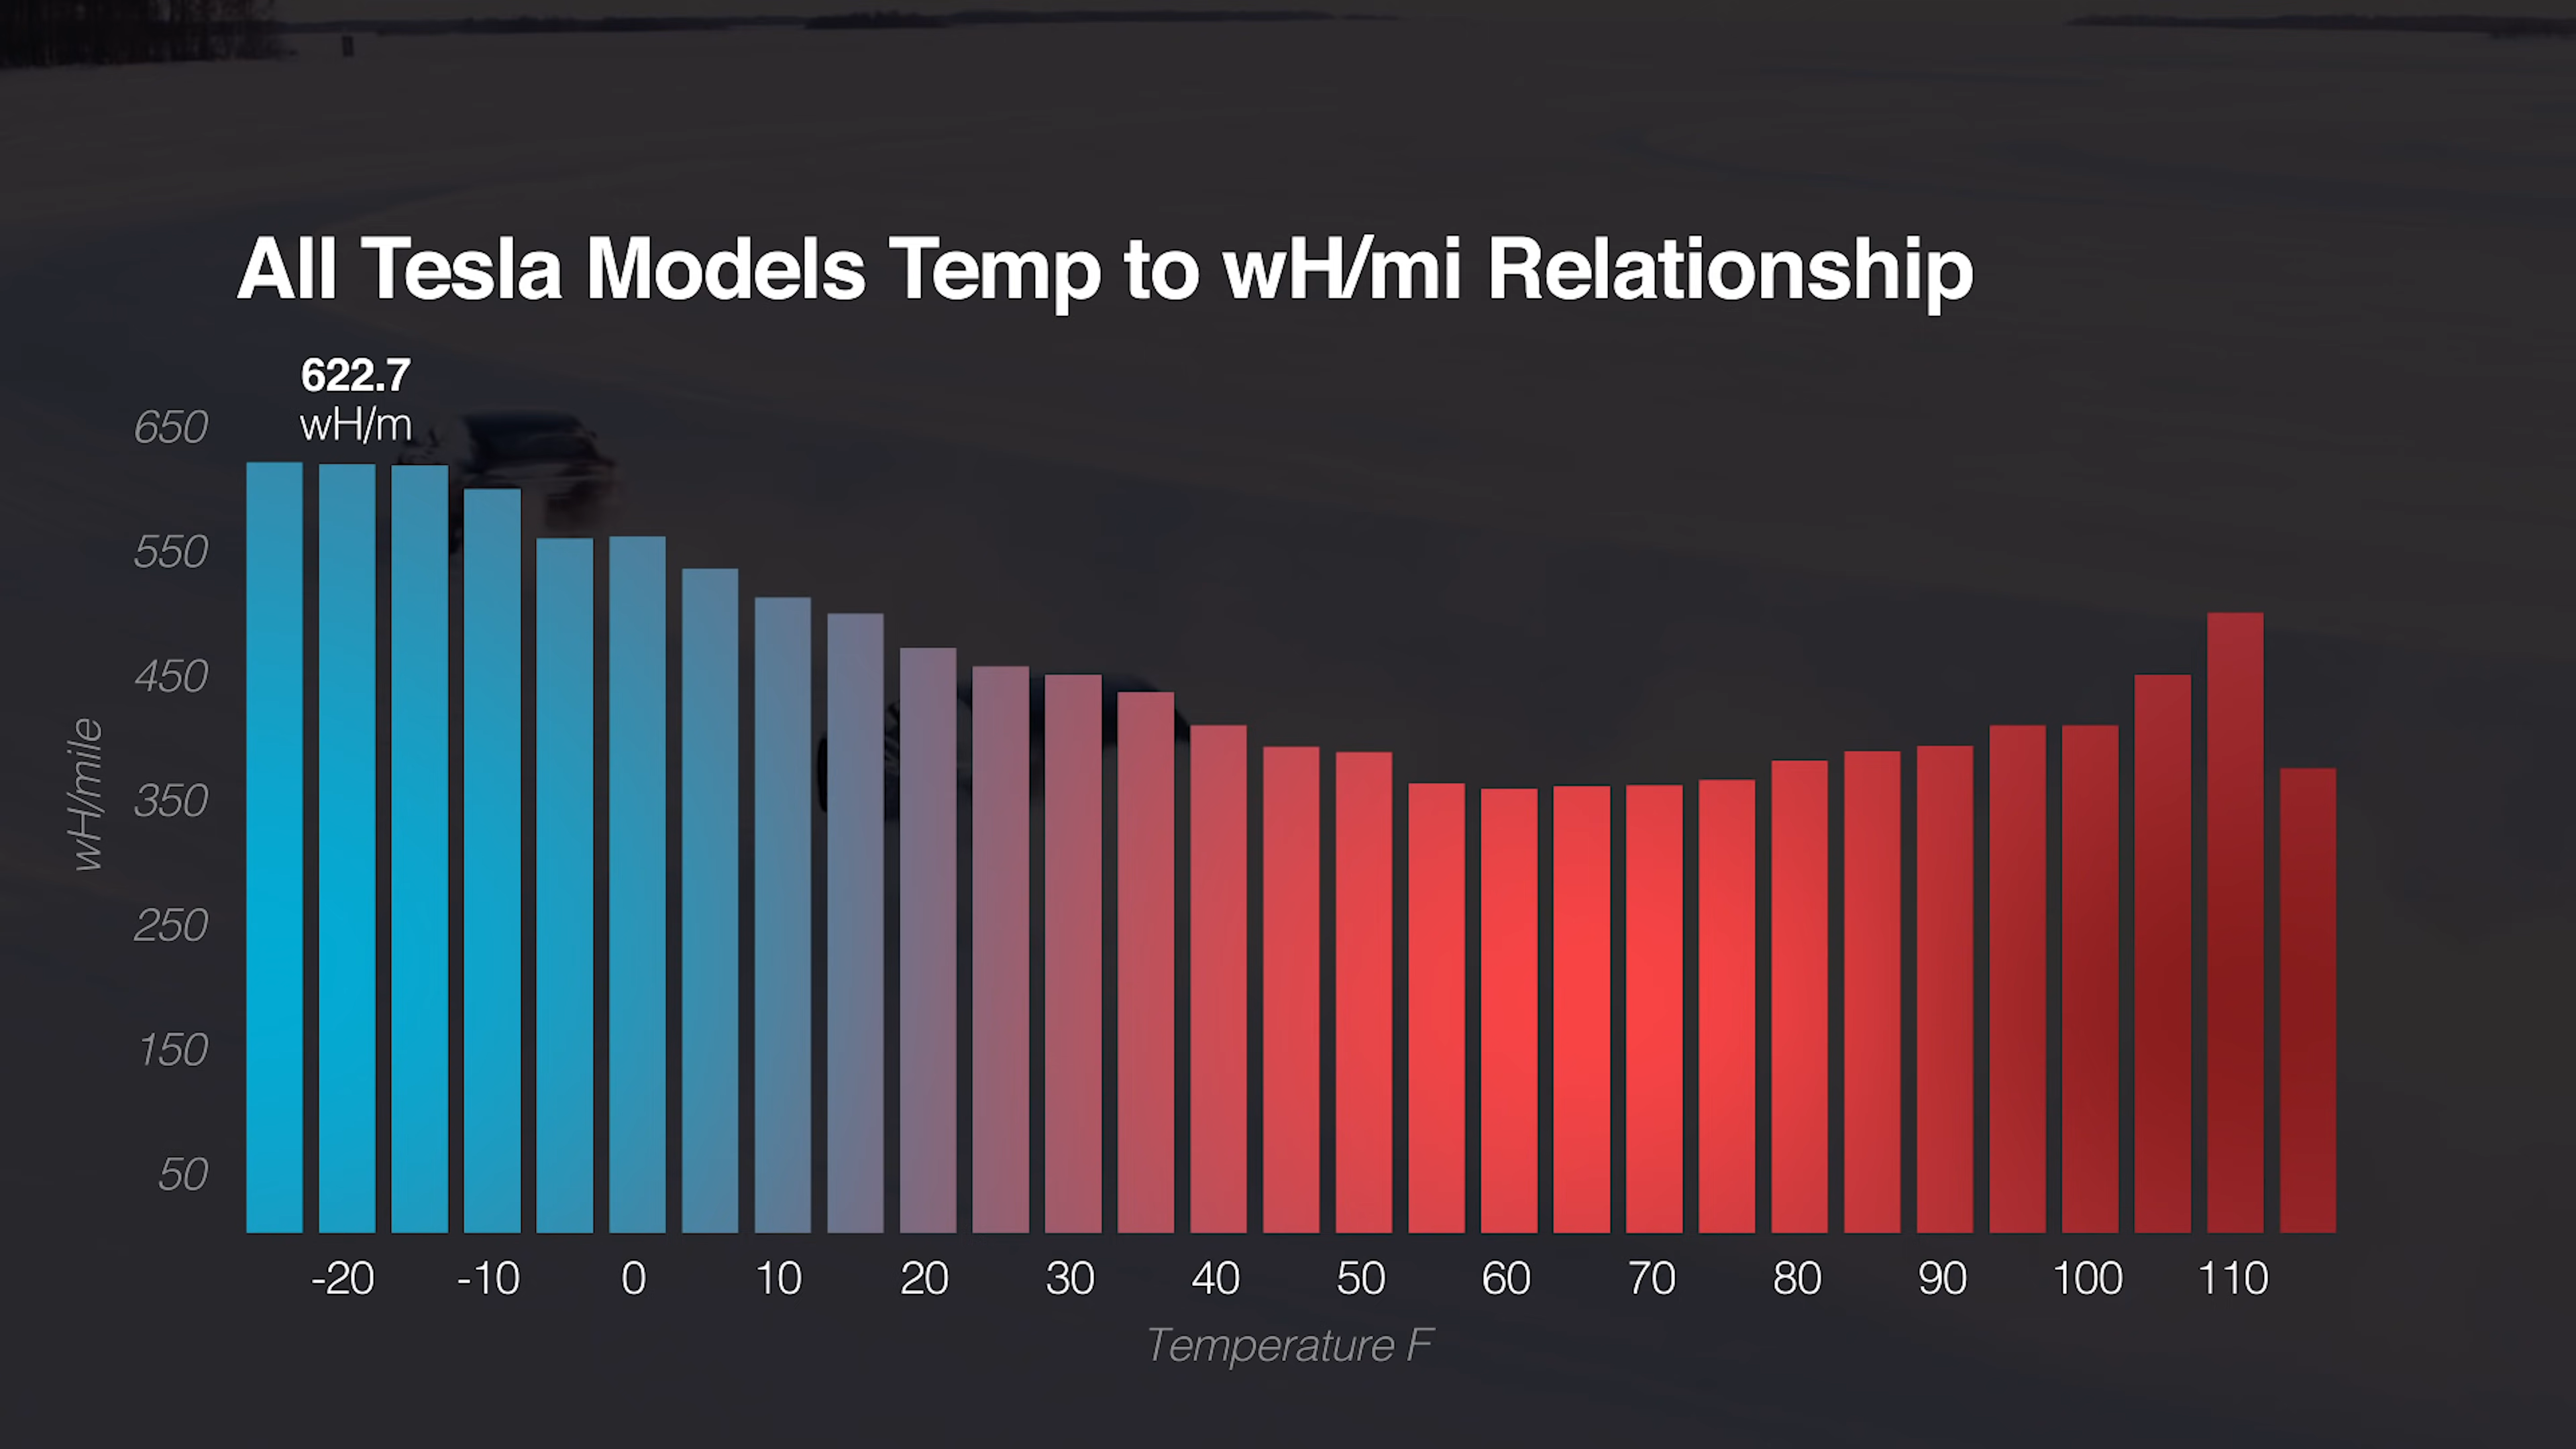 All Tesla Models Temp to wH/mi Relationship
622.7
wH/m
650
550
450
350
250
150
50
wH/mile
-20 -10 0 10 20 30 40 50 60 70 80 90 100 110
Temperature F